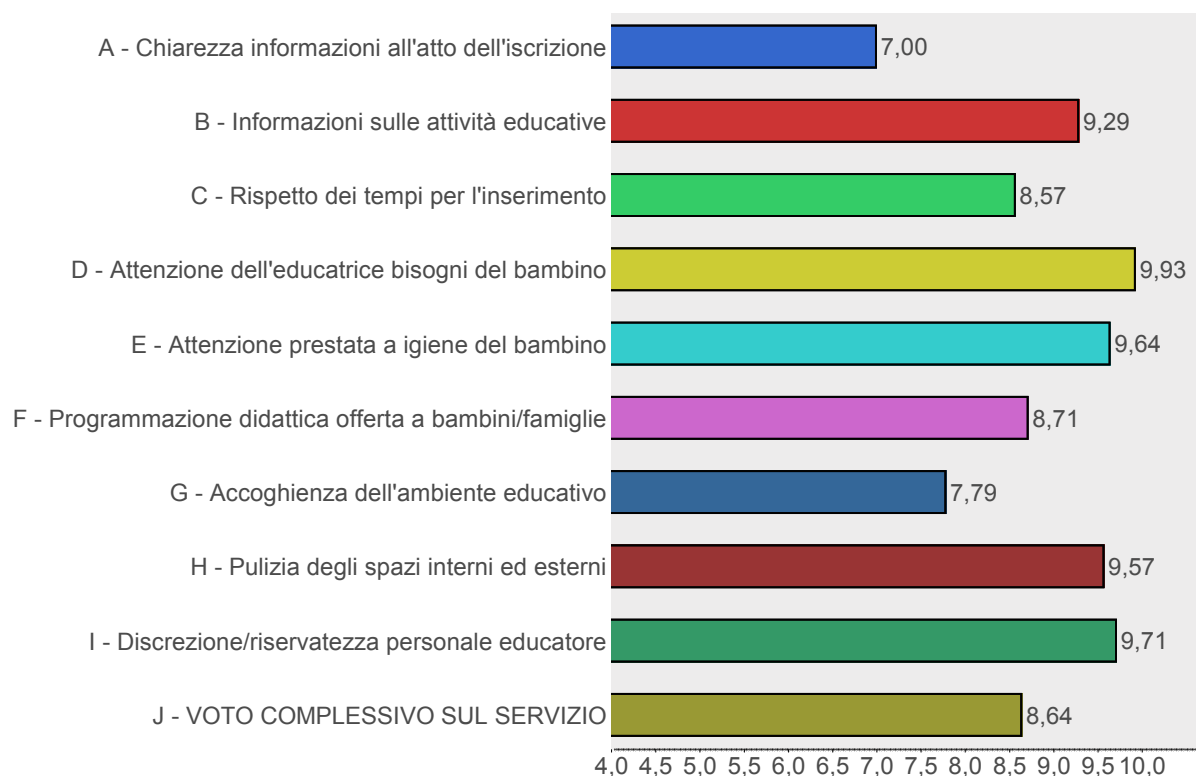 A - Chiarezza informazioni all'atto dell'iscrizione 7,00
B - Informazioni sulle attività educative 9,29
C - Rispetto dei tempi per l'inserimento 8,57
D - Attenzione dell'educatrice bisogni del bambino 9,93
E - Attenzione prestata a igiene del bambino 9,64
F - Programmazione didattica offerta a bambini/famiglie 8,71
G - Accoghienza dell'ambiente educativo 7,79
H - Pulizia degli spazi interni ed esterni 9,57
I - Discrezione/riservatezza personale educatore 9,71
J - VOTO COMPLESSIVO SUL SERVIZIO 8,64
4,0 4,5 5,0 5,5 6,0 6,5 7,0 7,5 8,0 8,5 9,0 9,5 10,0